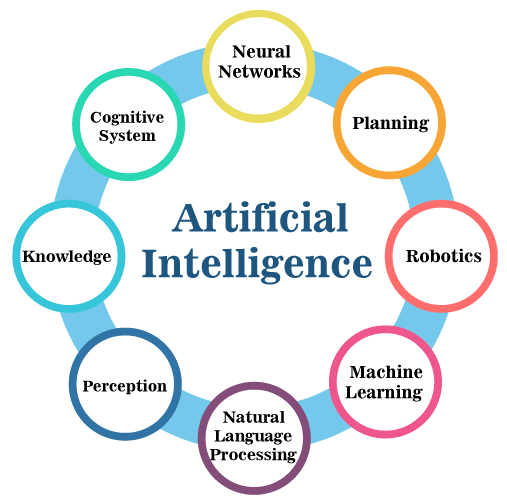 Neural
Networks
Planning
Robotics
Machine
Learning
Natural
Language
Processing
Perception
Knowledge
Cognitive
System
Artificial
Intelligence